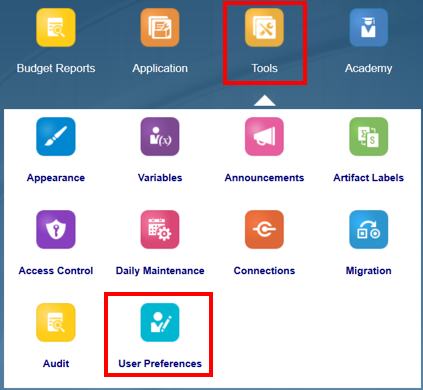 Budget Reports Application Tools Academy
Appearance Variables Announcements Artifact Labels
Access Control Daily Maintenance Connections Migration
Audit User Preferences